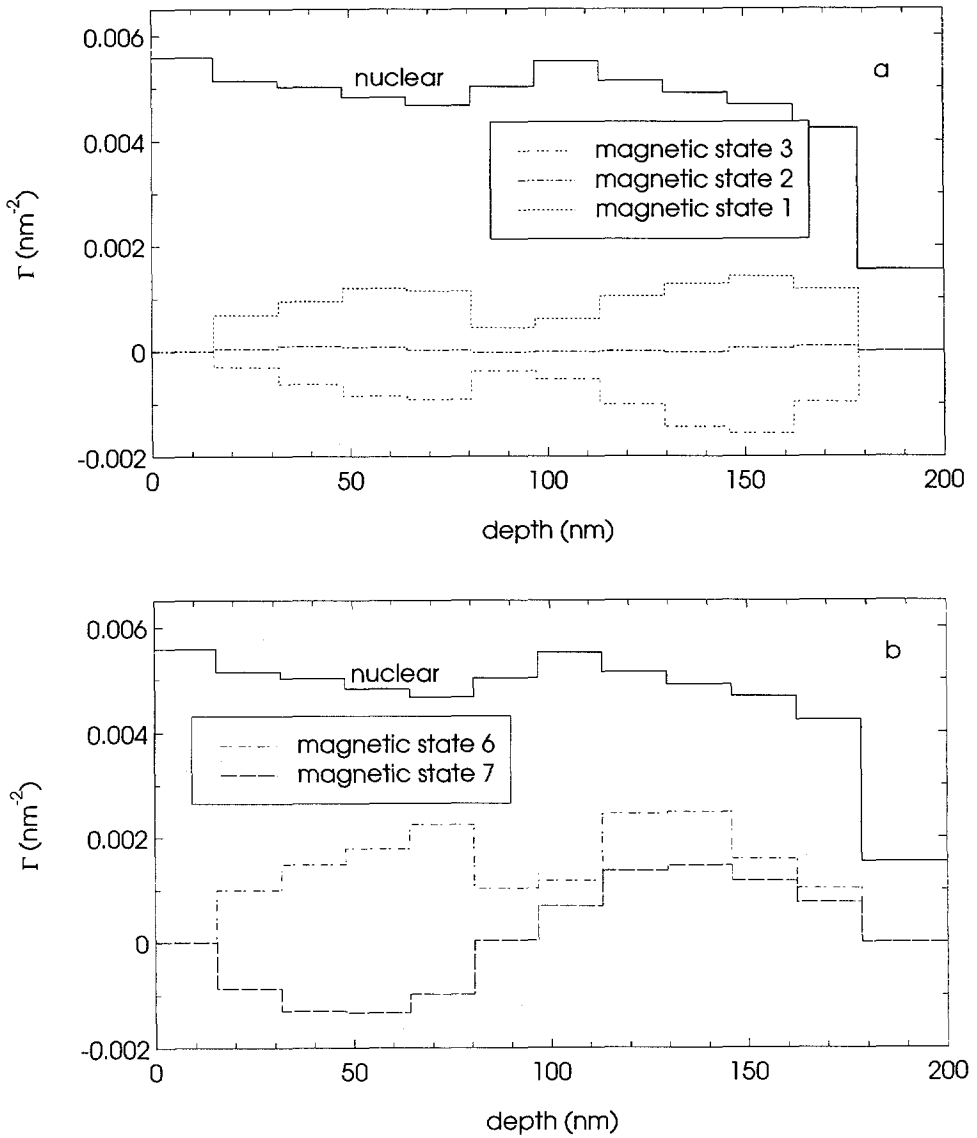 0.006
a
nuclear
0.004
magnetic state 3
magnetic state 2
magnetic state 1
0.002
Γ (nm⁻²)
0
-0.002
0 50 100 150 200
depth (nm)
0.006
b
nuclear
0.004
magnetic state 6
magnetic state 7
0.002
Γ (nm⁻²)
0
-0.002
0 50 100 150 200
depth (nm)